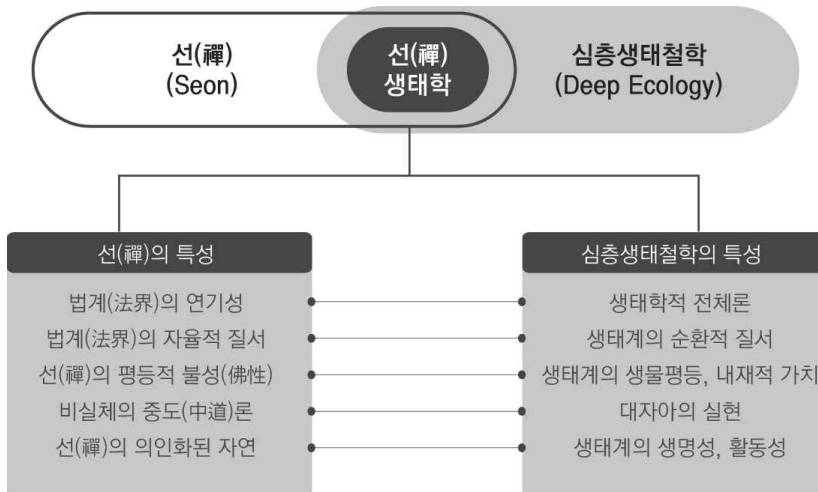 선(禪)
(Seon)
선(禪)
생태학
심층생태철학
(Deep Ecology)
선(禪)의 특성
법계(法界)의 연기성
법계(法界)의 자율적 질서
선(禪)의 평등적 불성(佛性)
비실체의 중도(中道)론
선(禪)의 의인화된 자연
심층생태철학의 특성
생태학적 전체론
생태계의 순환적 질서
생태계의 생물평등, 내재적 가치
대자아의 실현
생태계의 생명성, 활동성